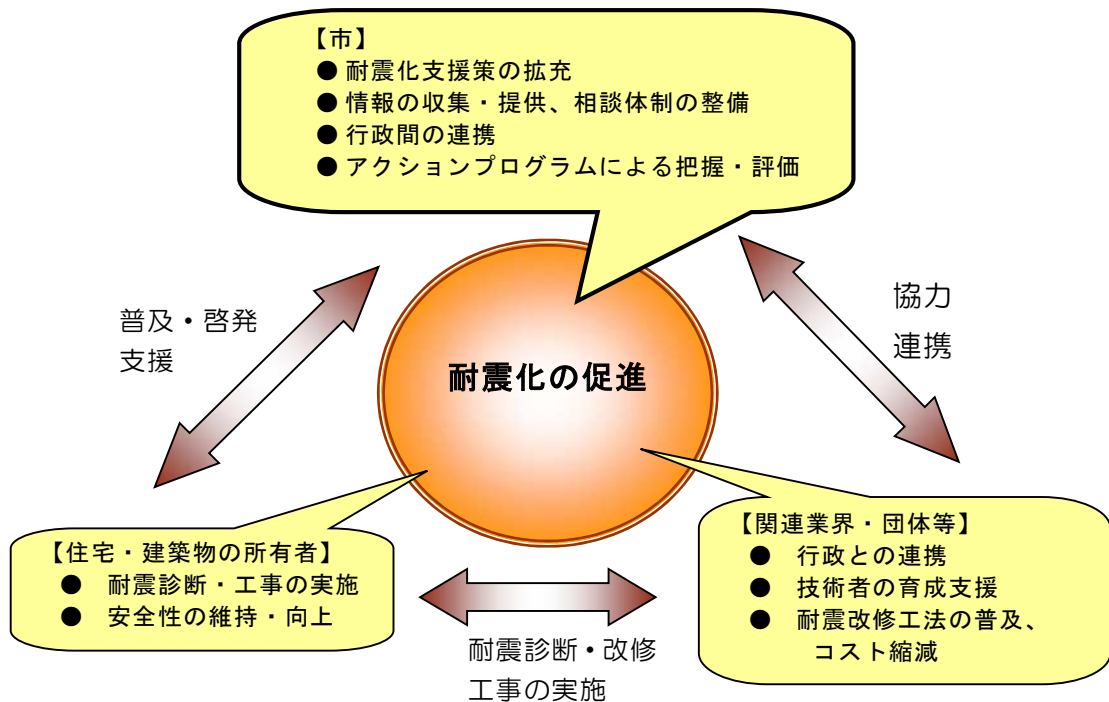 【市】
● 耐震化支援策の拡充
● 情報の収集・提供、相談体制の整備
● 行政間の連携
● アクションプログラムによる把握・評価
普及・啓発
支援
協力
連携
耐震化の促進
【住宅・建築物の所有者】
● 耐震診断・工事の実施
● 安全性の維持・向上
【関連業界・団体等】
● 行政との連携
● 技術者の育成支援
● 耐震改修工法の普及、
コスト縮減
耐震診断・改修
工事の実施